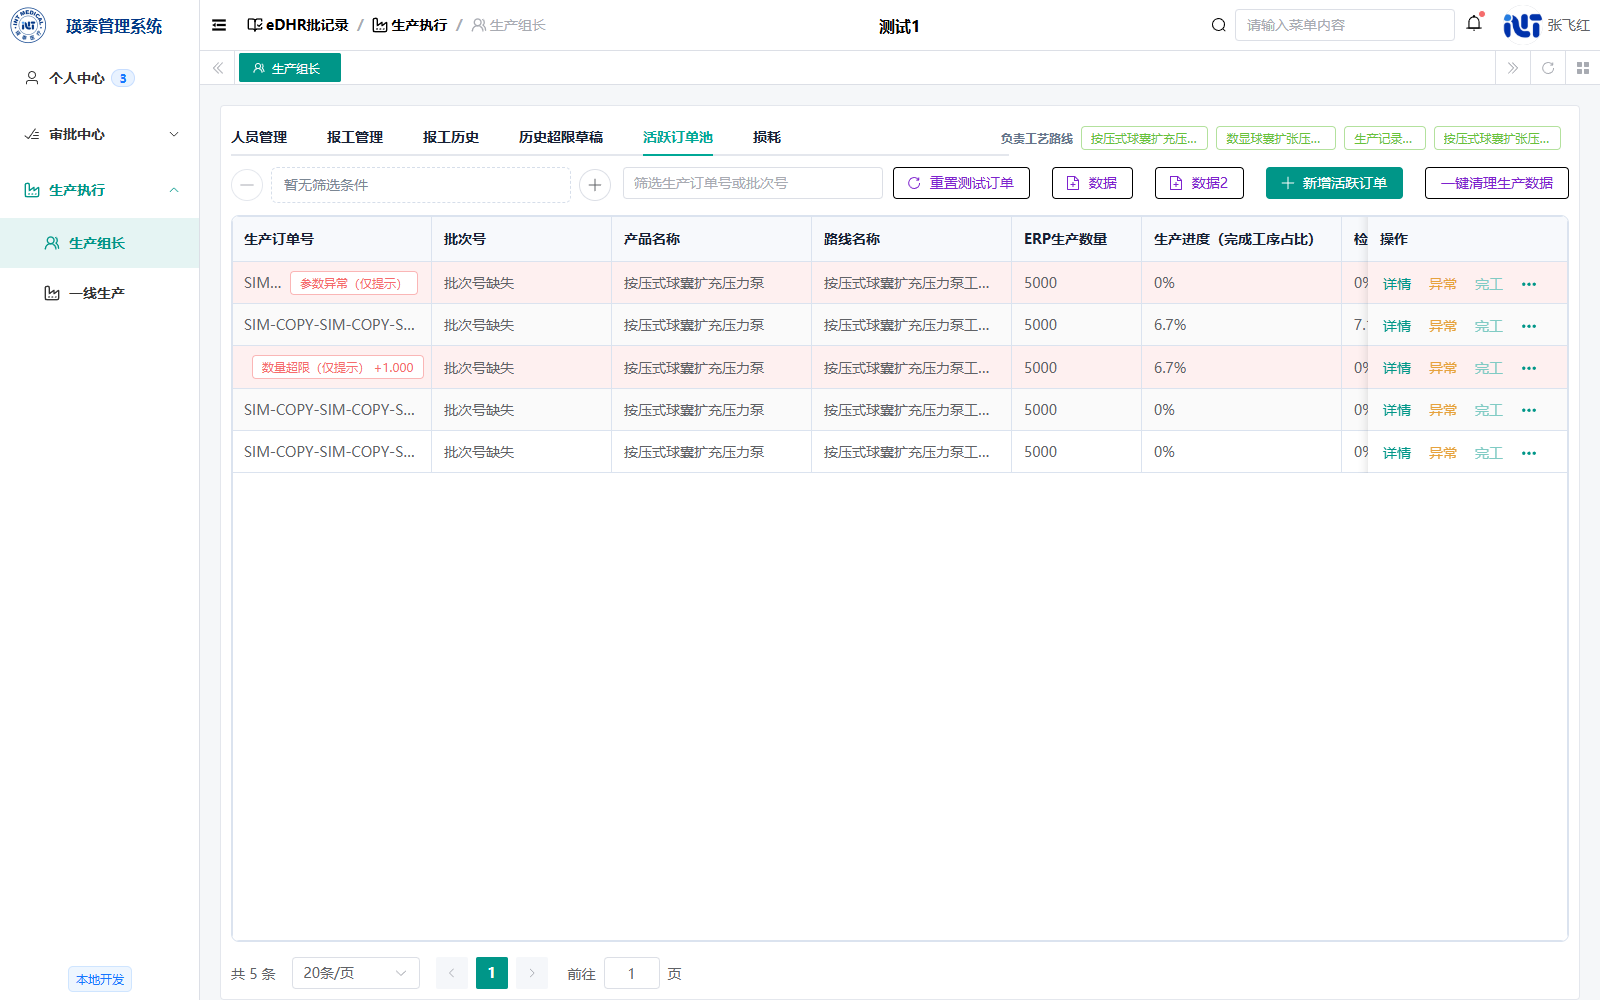 瑛泰管理系统
eDHR批记录 / 生产执行 / 生产组长
测试1
请输入菜单内容
张飞红
个人中心 3
审批中心
生产执行
生产组长
一线生产
本地开发
生产组长
人员管理 报工管理 报工历史 历史超限草稿 活跃订单池 损耗
负责工艺路线 按压式球囊扩充压... 数显球囊扩张压... 生产记录... 按压式球囊扩张压...
暂无筛选条件 筛选生产订单号或批次号 重置测试订单 数据 数据2 新增活跃订单 一键清理生产数据
生产订单号 批次号 产品名称 路线名称 ERP生产数量 生产进度（完成工序占比） 检 操作
SIM... 参数异常（仅提示） 批次号缺失 按压式球囊扩充压力泵 按压式球囊扩充压力泵工... 5000 0% 0% 详情 异常 完工 •••
SIM-COPY-SIM-COPY-S... 批次号缺失 按压式球囊扩充压力泵 按压式球囊扩充压力泵工... 5000 6.7% 7. 详情 异常 完工 •••
数量超限（仅提示） +1.000 批次号缺失 按压式球囊扩充压力泵 按压式球囊扩充压力泵工... 5000 6.7% 0% 详情 异常 完工 •••
SIM-COPY-SIM-COPY-S... 批次号缺失 按压式球囊扩充压力泵 按压式球囊扩充压力泵工... 5000 0% 0% 详情 异常 完工 •••
SIM-COPY-SIM-COPY-S... 批次号缺失 按压式球囊扩充压力泵 按压式球囊扩充压力泵工... 5000 0% 0% 详情 异常 完工 •••
共 5 条 20条/页 1 前往 1 页